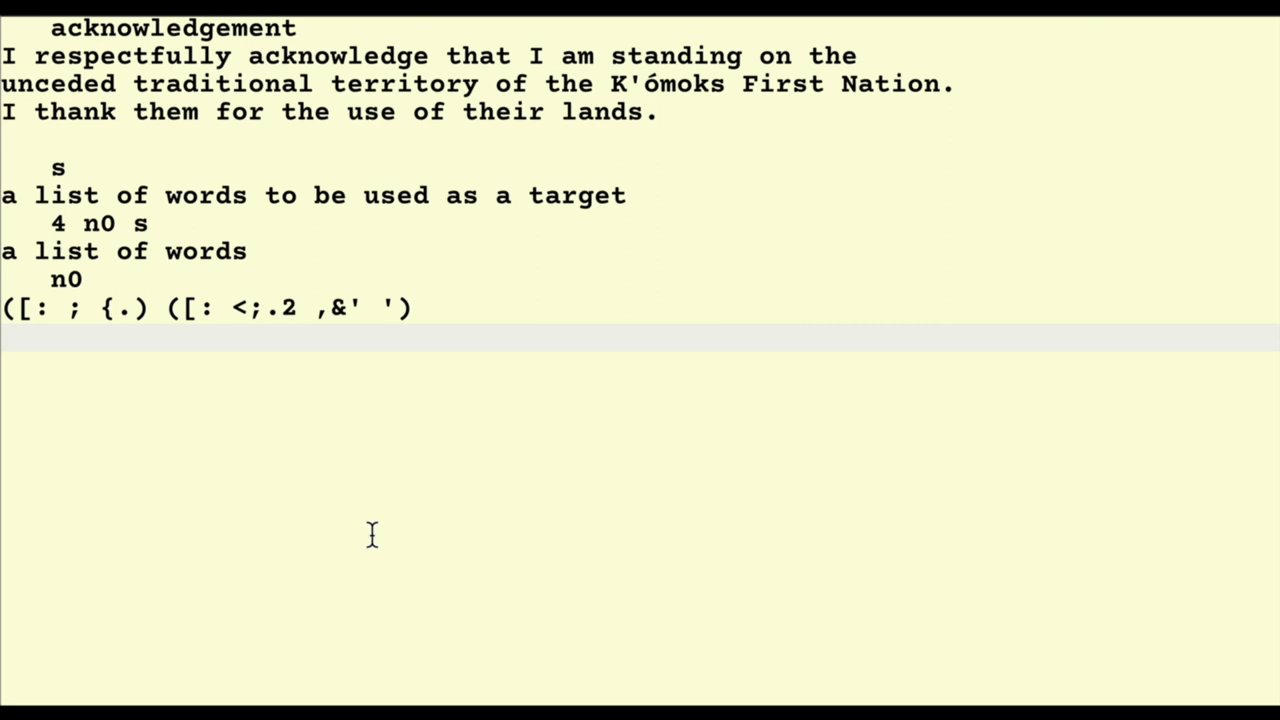 acknowledgement
I respectfully acknowledge that I am standing on the
unceded traditional territory of the K'ómoks First Nation.
I thank them for the use of their lands.
s
a list of words to be used as a target
4 n0 s
a list of words
n0
([: ; {.) ([: <;.2 ,&' ')